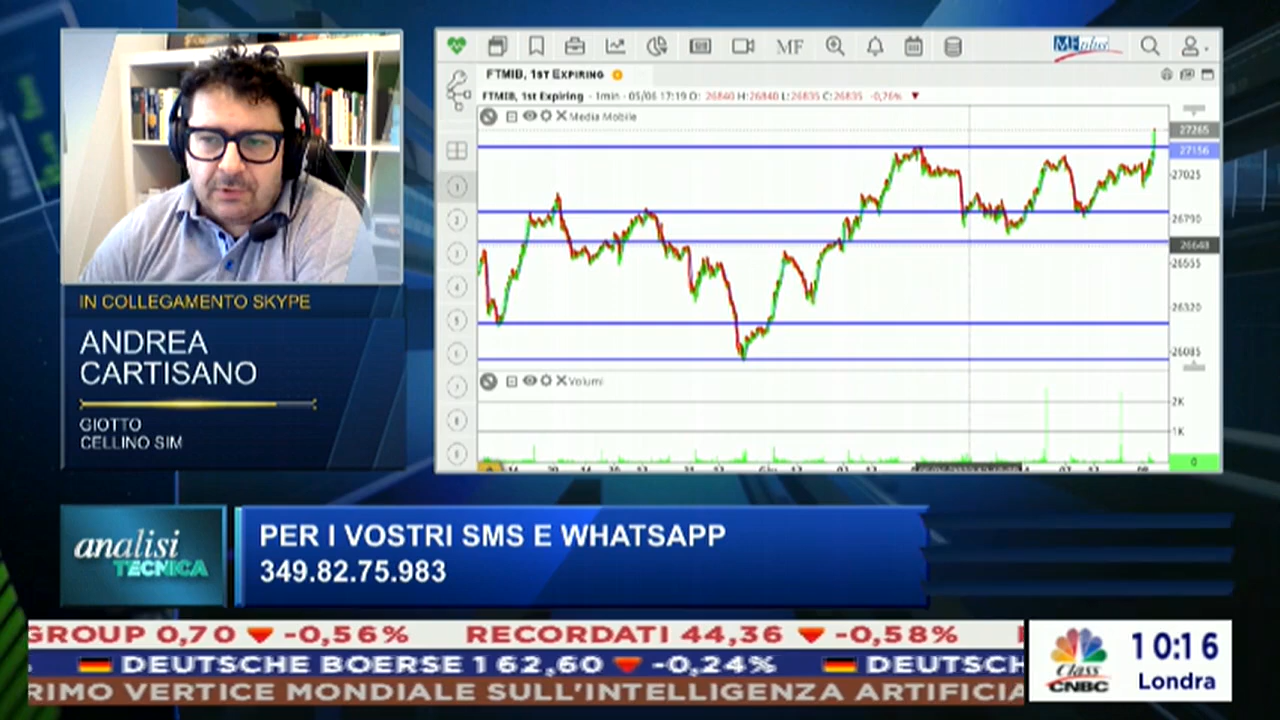 IN COLLEGAMENTO SKYPE
ANDREA
CARTISANO
GIOTTO
CELLINO SIM
MF
MF plus
FTMIB, 1ST EXPIRING
FTMIB, 1st Expiring - 1min - 05/06 17:19 O: 26840 H:26840 L:26835 C:26835 -0,76%
Media Mobile
27265
27156
27025
26790
26648
26555
26320
26085
Volumi
2K
1K
0
analisi
TECNICA
PER I VOSTRI SMS E WHATSAPP
349.82.75.983
GROUP 0,70 -0,56% RECORDATI 44,36 -0,58%
DEUTSCHE BOERSE 162,60 -0,24% DEUTSCH
RIMO VERTICE MONDIALE SULL'INTELLIGENZA ARTIFICIA
Class
CNBC
10:16
Londra